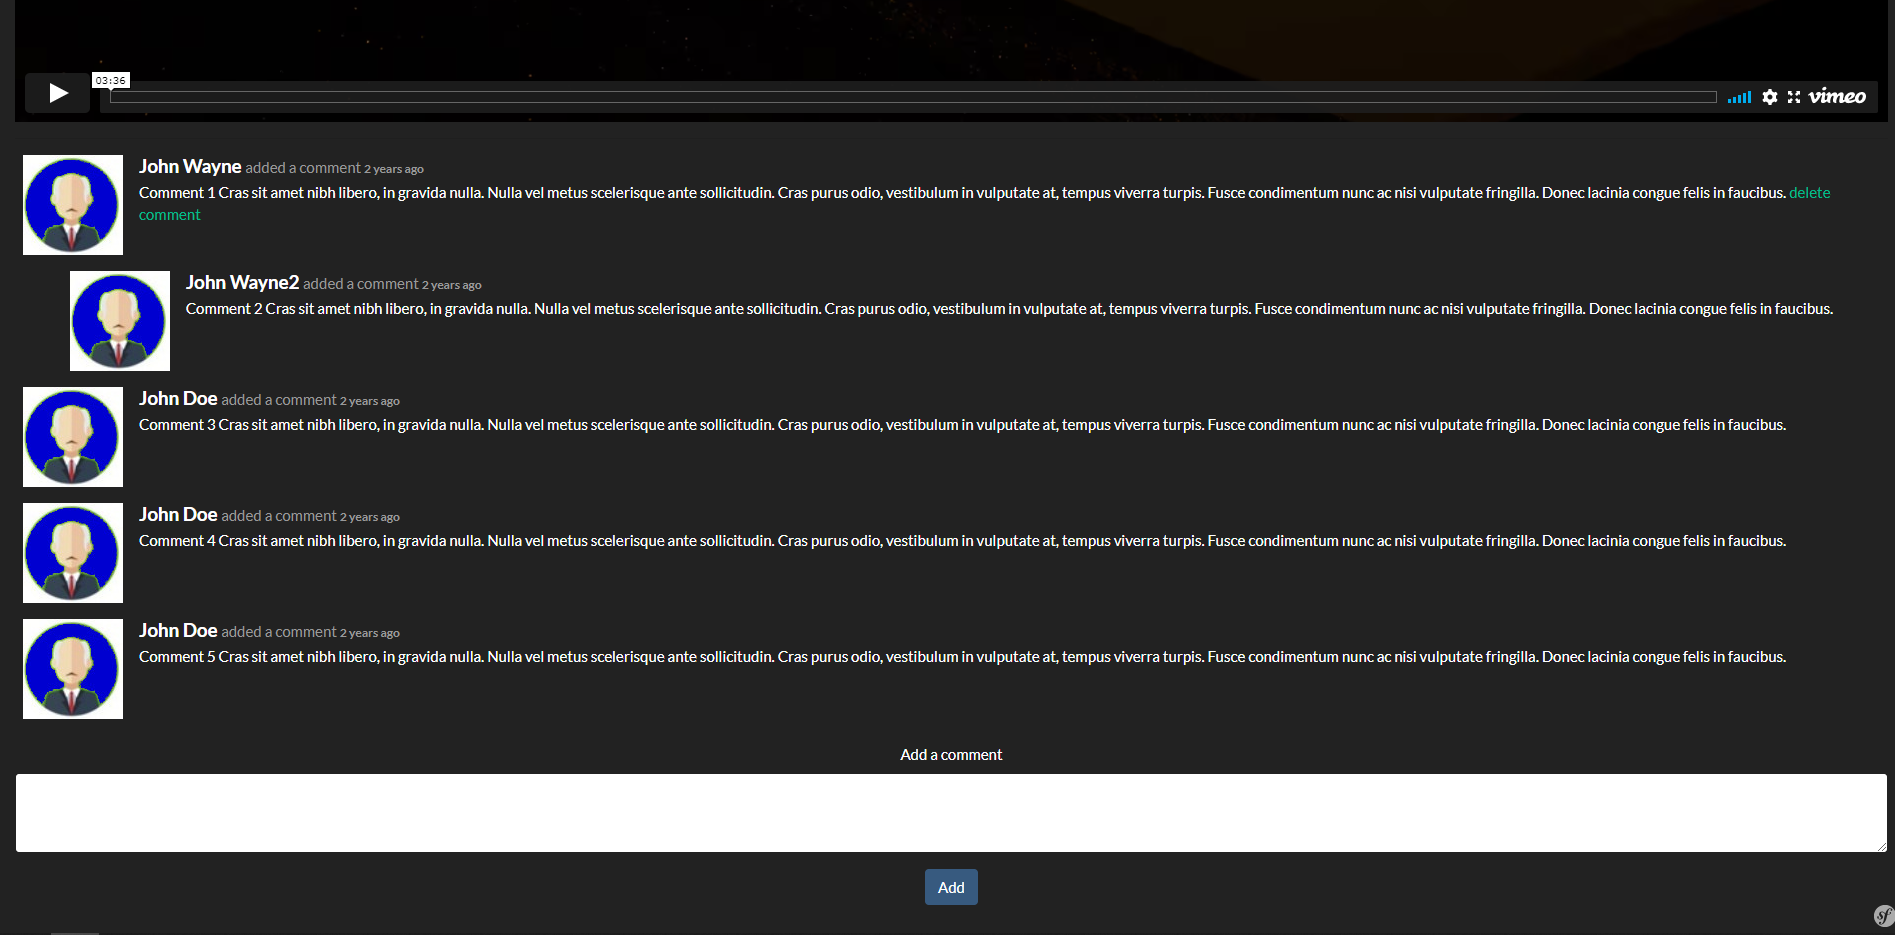 03:36
vimeo
John Wayne added a comment 2 years ago
Comment 1 Cras sit amet nibh libero, in gravida nulla. Nulla vel metus scelerisque ante sollicitudin. Cras purus odio, vestibulum in vulputate at, tempus viverra turpis. Fusce condimentum nunc ac nisi vulputate fringilla. Donec lacinia congue felis in faucibus. delete
comment
John Wayne2 added a comment 2 years ago
Comment 2 Cras sit amet nibh libero, in gravida nulla. Nulla vel metus scelerisque ante sollicitudin. Cras purus odio, vestibulum in vulputate at, tempus viverra turpis. Fusce condimentum nunc ac nisi vulputate fringilla. Donec lacinia congue felis in faucibus.
John Doe added a comment 2 years ago
Comment 3 Cras sit amet nibh libero, in gravida nulla. Nulla vel metus scelerisque ante sollicitudin. Cras purus odio, vestibulum in vulputate at, tempus viverra turpis. Fusce condimentum nunc ac nisi vulputate fringilla. Donec lacinia congue felis in faucibus.
John Doe added a comment 2 years ago
Comment 4 Cras sit amet nibh libero, in gravida nulla. Nulla vel metus scelerisque ante sollicitudin. Cras purus odio, vestibulum in vulputate at, tempus viverra turpis. Fusce condimentum nunc ac nisi vulputate fringilla. Donec lacinia congue felis in faucibus.
John Doe added a comment 2 years ago
Comment 5 Cras sit amet nibh libero, in gravida nulla. Nulla vel metus scelerisque ante sollicitudin. Cras purus odio, vestibulum in vulputate at, tempus viverra turpis. Fusce condimentum nunc ac nisi vulputate fringilla. Donec lacinia congue felis in faucibus.
Add a comment
Add
sf